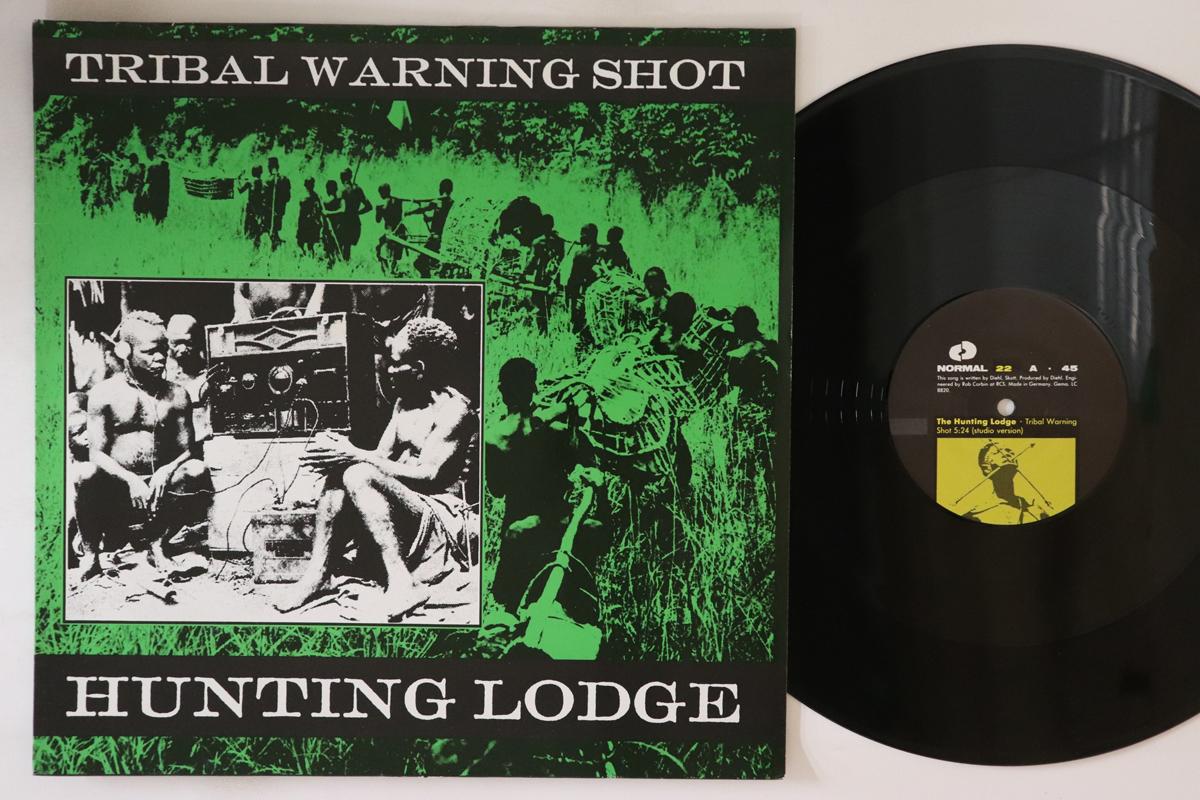 TRIBAL WARNING SHOT
HUNTING LODGE
NORMAL 22 A 45
This song is written by Diehl, Skott. Produced by Diehl. Engi-
neered by Rob Corbin at RCS. Made in Germany. Gema. LC
8820.
The Hunting Lodge · Tribal Warning
Shot 5:24 (studio version)